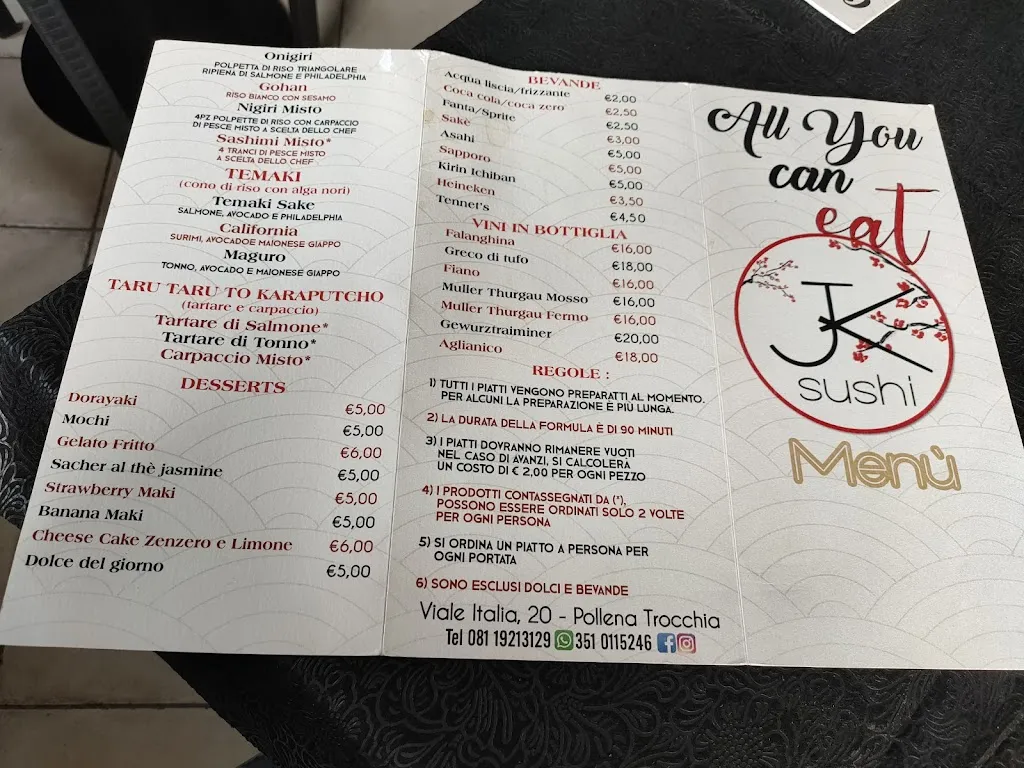 Onigiri
POLPETTA DI RISO TRIANGOLARE
RIPIENA DI SALMONE E PHILADELPHIA
Gohan
RISO BIANCO CON SESAMO
Nigiri Misto
4PZ POLPETTE DI RISO CON CARPACCIO
DI PESCE MISTO A SCELTA DELLO CHEF
Sashimi Misto*
4 TRANCI DI PESCE MISTO
A SCELTA DELLO CHEF
TEMAKI
(cono di riso con alga nori)
Temaki Sake
SALMONE, AVOCADO E PHILADELPHIA
California
SURIMI, AVOCADOE MAIONESE GIAPPO
Maguro
TONNO, AVOCADO E MAIONESE GIAPPO
TARU TARU TO KARAPUTCHO
(tartare e carpaccio)
Tartare di Salmone*
Tartare di Tonno*
Carpaccio Misto*
DESSERTS
Dorayaki €5,00
Mochi €5,00
Gelato Fritto €6,00
Sacher al thè jasmine €5,00
Strawberry Maki €5,00
Banana Maki €5,00
Cheese Cake Zenzero e Limone €6,00
Dolce del giorno €5,00
BEVANDE
Acqua liscia/frizzante €2,00
Coca cola/coca zero €2,50
Fanta/Sprite €2,50
Sakè €3,00
Asahi €5,00
Sapporo €5,00
Kirin Ichiban €5,00
Heineken €3,50
Tenner's €4,50
VINI IN BOTTIGLIA
Falanghina €16,00
Greco di tufo €18,00
Fiano €16,00
Muller Thurgau Mosso €16,00
Muller Thurgau Fermo €16,00
Gewurztraiminer €20,00
Aglianico €18,00
REGOLE :
1) TUTTI I PIATTI VENGONO PREPARATTI AL MOMENTO.
PER ALCUNI LA PREPARAZIONE È PIÙ LUNGA.
2) LA DURATA DELLA FORMULA È DI 90 MINUTI
3) I PIATTI DOVRANNO RIMANERE VUOTI
NEL CASO DI AVANZI, SI CALCOLERÀ
UN COSTO DI € 2,00 PER OGNI PEZZO
4) I PRODOTTI CONTASSEGNATI DA (*),
POSSONO ESSERE ORDINATI SOLO 2 VOLTE
PER OGNI PERSONA
5) SI ORDINA UN PIATTO A PERSONA PER
OGNI PORTATA
6) SONO ESCLUSI DOLCI E BEVANDE
Viale Italia, 20 - Pollena Trocchia
Tel 081 19213129 351 0115246
All You
can
eat
JK
sushi
Menù